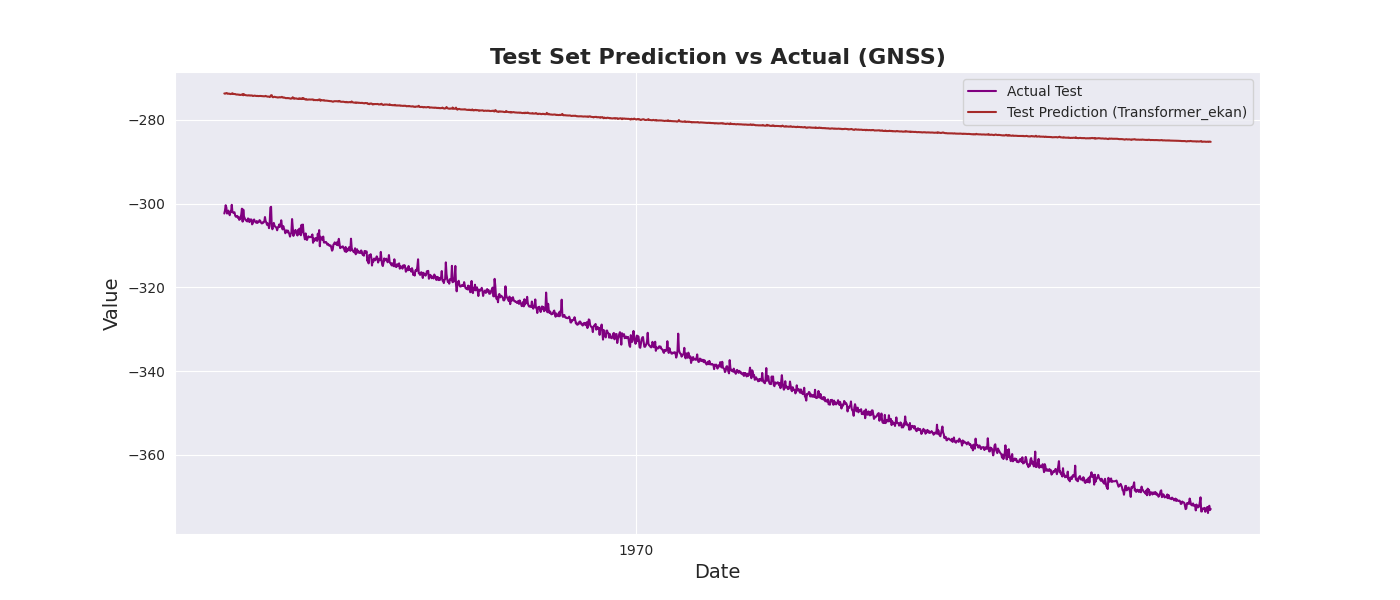 Test Set Prediction vs Actual (GNSS)
Actual Test
Test Prediction (Transformer_ekan)
−280
−300
−320
−340
−360
Value
1970
Date